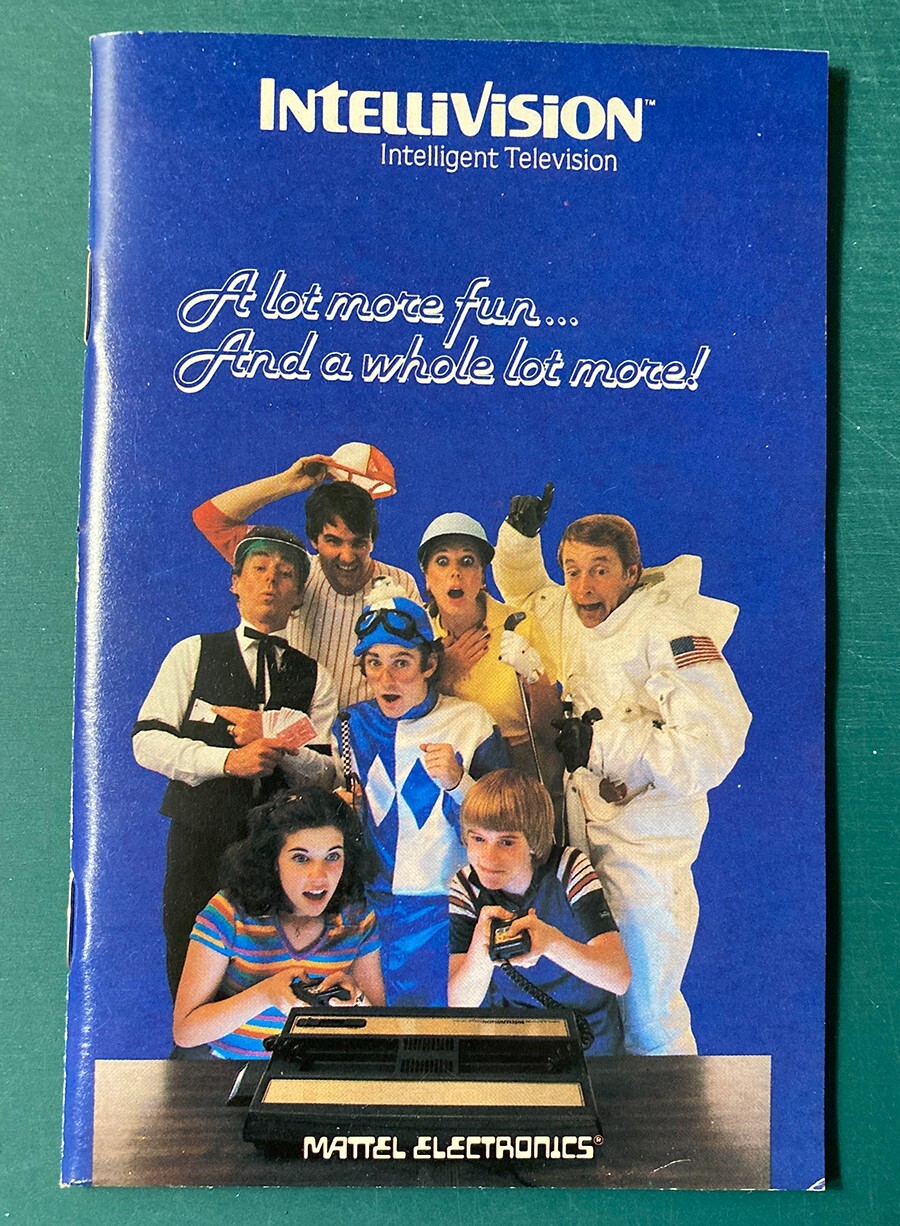 INTELLIVISION™
Intelligent Television
A lot more fun...
And a whole lot more!
MATTEL ELECTRONICS®